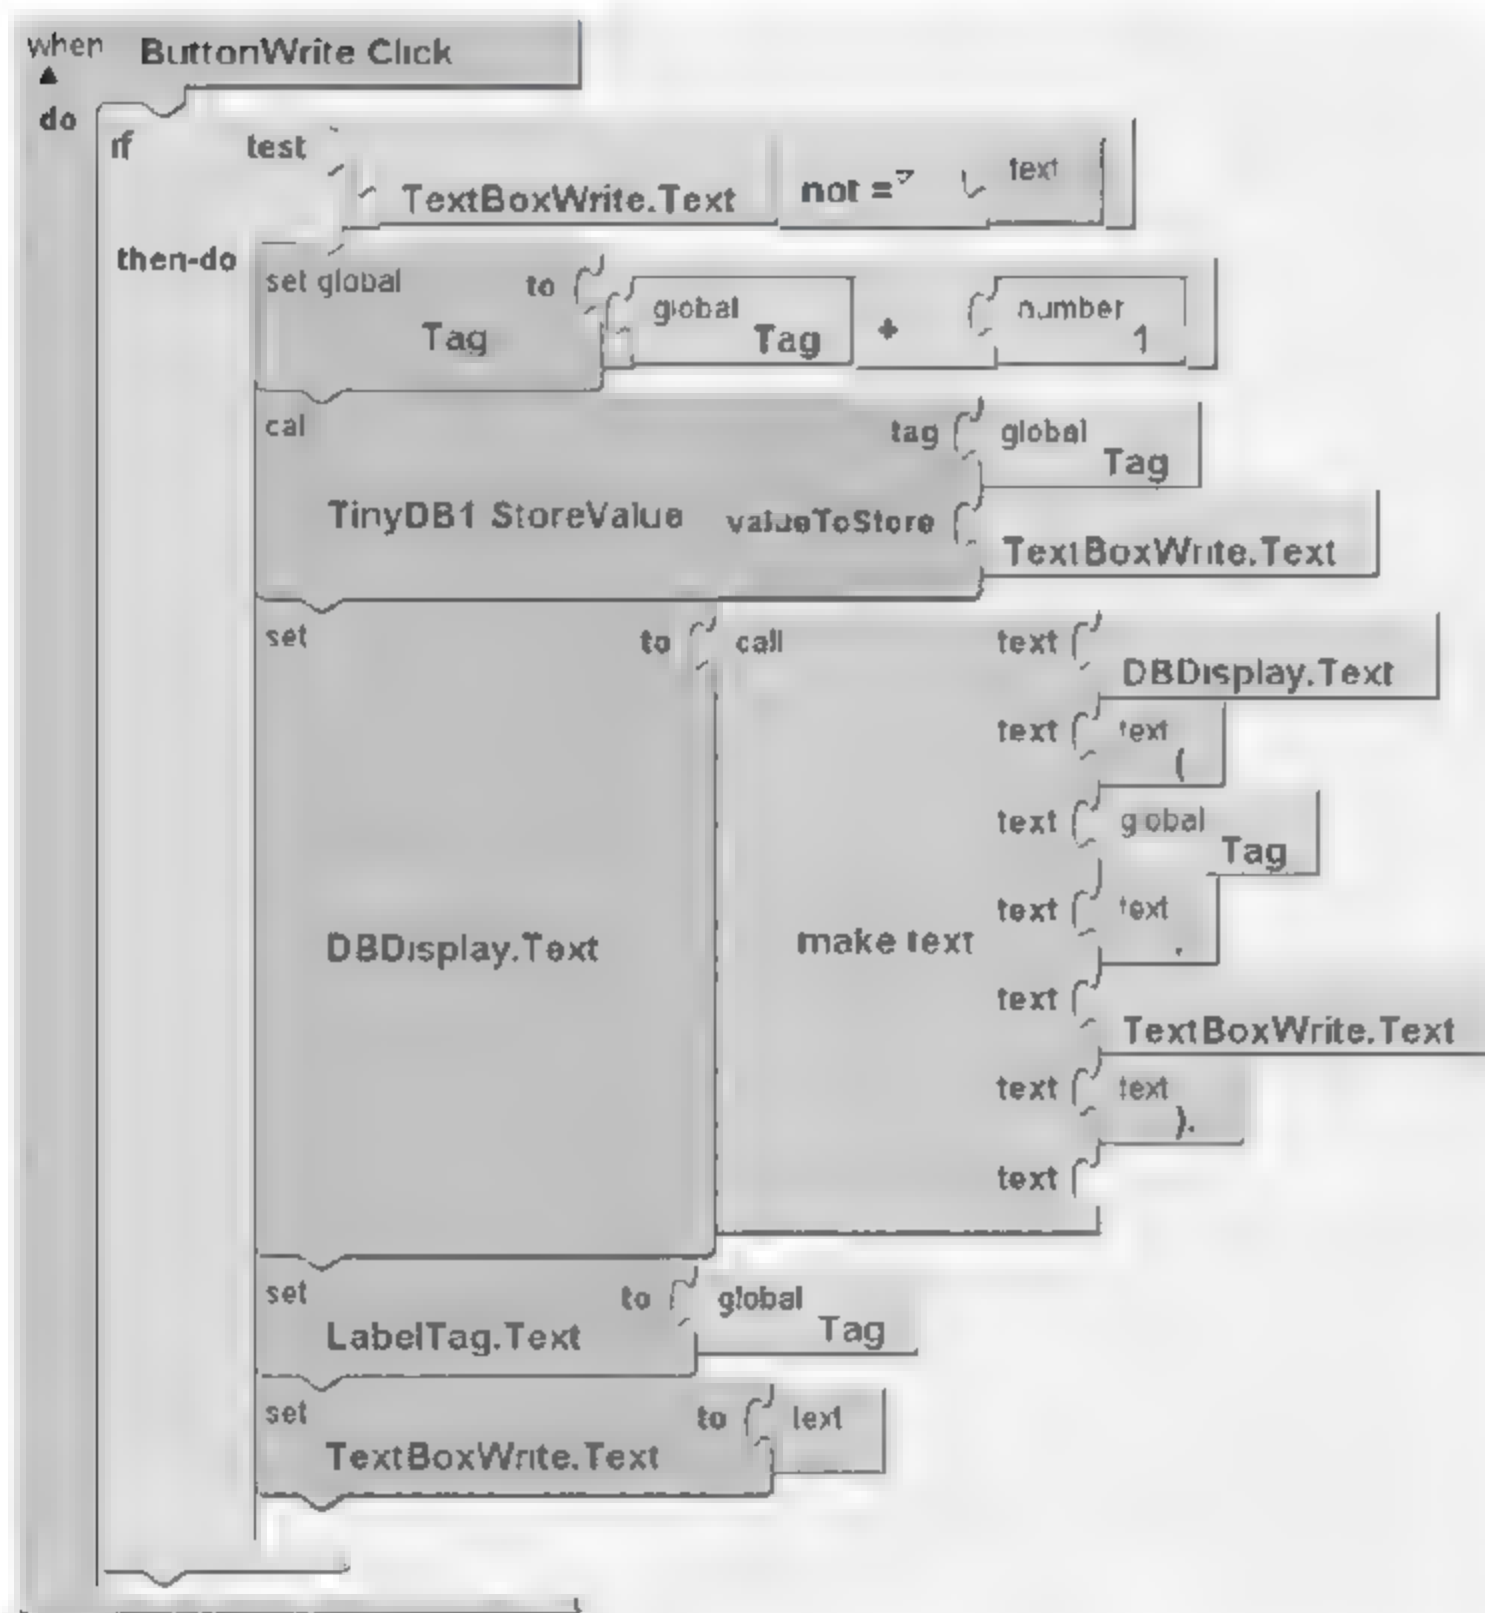 when ButtonWrite Click
do
if test TextBoxWrite.Text not =? text
then-do set global Tag to global Tag + number 1
call TinyDB1 StoreValue tag global Tag
valueToStore TextBoxWrite.Text
set DBDisplay.Text to call make text text DBDisplay.Text
text text (
text global Tag
text text ,
text TextBoxWrite.Text
text text ).
text
set LabelTag.Text to global Tag
set TextBoxWrite.Text to text